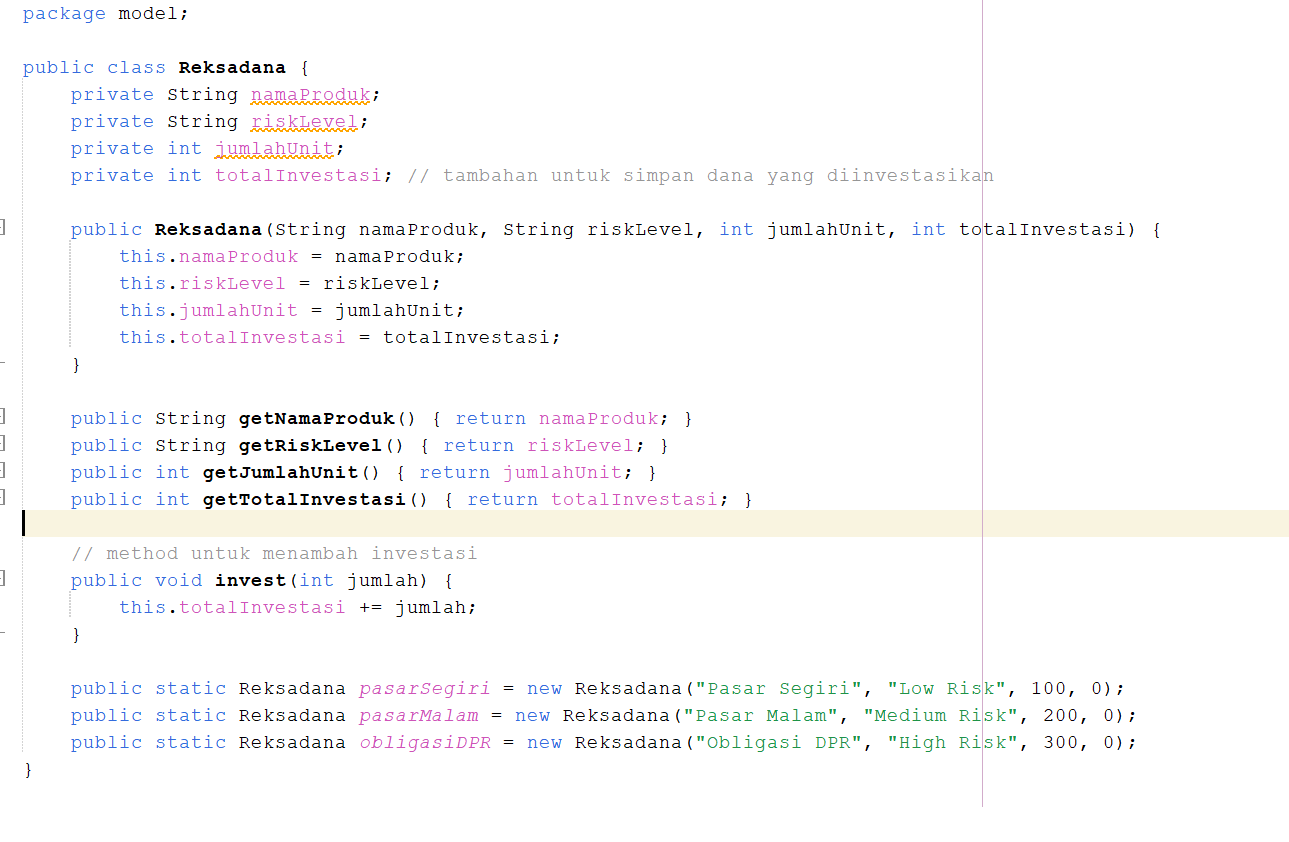 package model;
public class Reksadana {
private String namaProduk;
private String riskLevel;
private int jumlahUnit;
private int totalInvestasi; // tambahan untuk simpan dana yang diinvestasikan
public Reksadana(String namaProduk, String riskLevel, int jumlahUnit, int totalInvestasi) {
this.namaProduk = namaProduk;
this.riskLevel = riskLevel;
this.jumlahUnit = jumlahUnit;
this.totalInvestasi = totalInvestasi;
}
public String getNamaProduk() { return namaProduk; }
public String getRiskLevel() { return riskLevel; }
public int getJumlahUnit() { return jumlahUnit; }
public int getTotalInvestasi() { return totalInvestasi; }
// method untuk menambah investasi
public void invest(int jumlah) {
this.totalInvestasi += jumlah;
}
public static Reksadana pasarSegiri = new Reksadana("Pasar Segiri", "Low Risk", 100, 0);
public static Reksadana pasarMalam = new Reksadana("Pasar Malam", "Medium Risk", 200, 0);
public static Reksadana obligasiDPR = new Reksadana("Obligasi DPR", "High Risk", 300, 0);
}